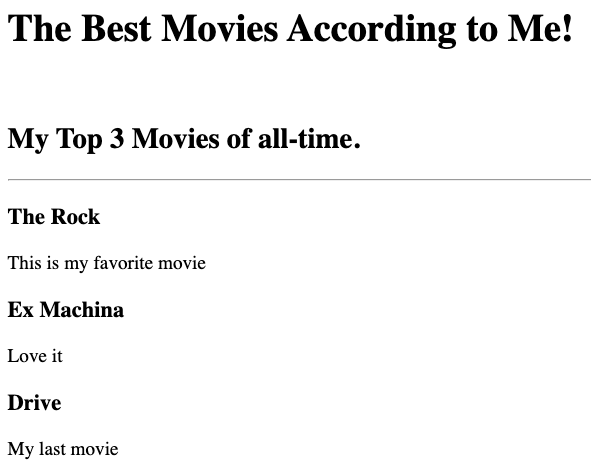 The Best Movies According to Me!
My Top 3 Movies of all-time.
The Rock
This is my favorite movie
Ex Machina
Love it
Drive
My last movie